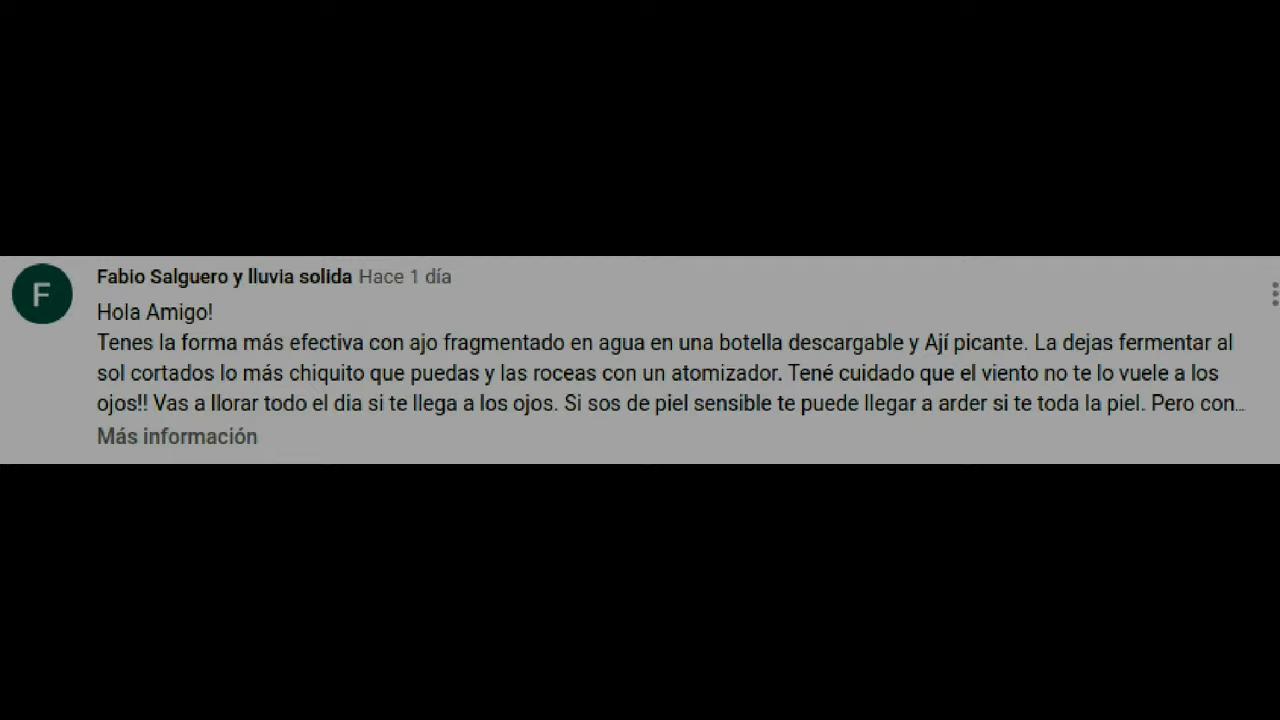 F
Fabio Salguero y lluvia solida Hace 1 día
Hola Amigo!
Tenes la forma más efectiva con ajo fragmentado en agua en una botella descargable y Ají picante. La dejas fermentar al
sol cortados lo más chiquito que puedas y las roceas con un atomizador. Tené cuidado que el viento no te lo vuele a los
ojos!! Vas a llorar todo el dia si te llega a los ojos. Si sos de piel sensible te puede llegar a arder si te toda la piel. Pero con...
Más información